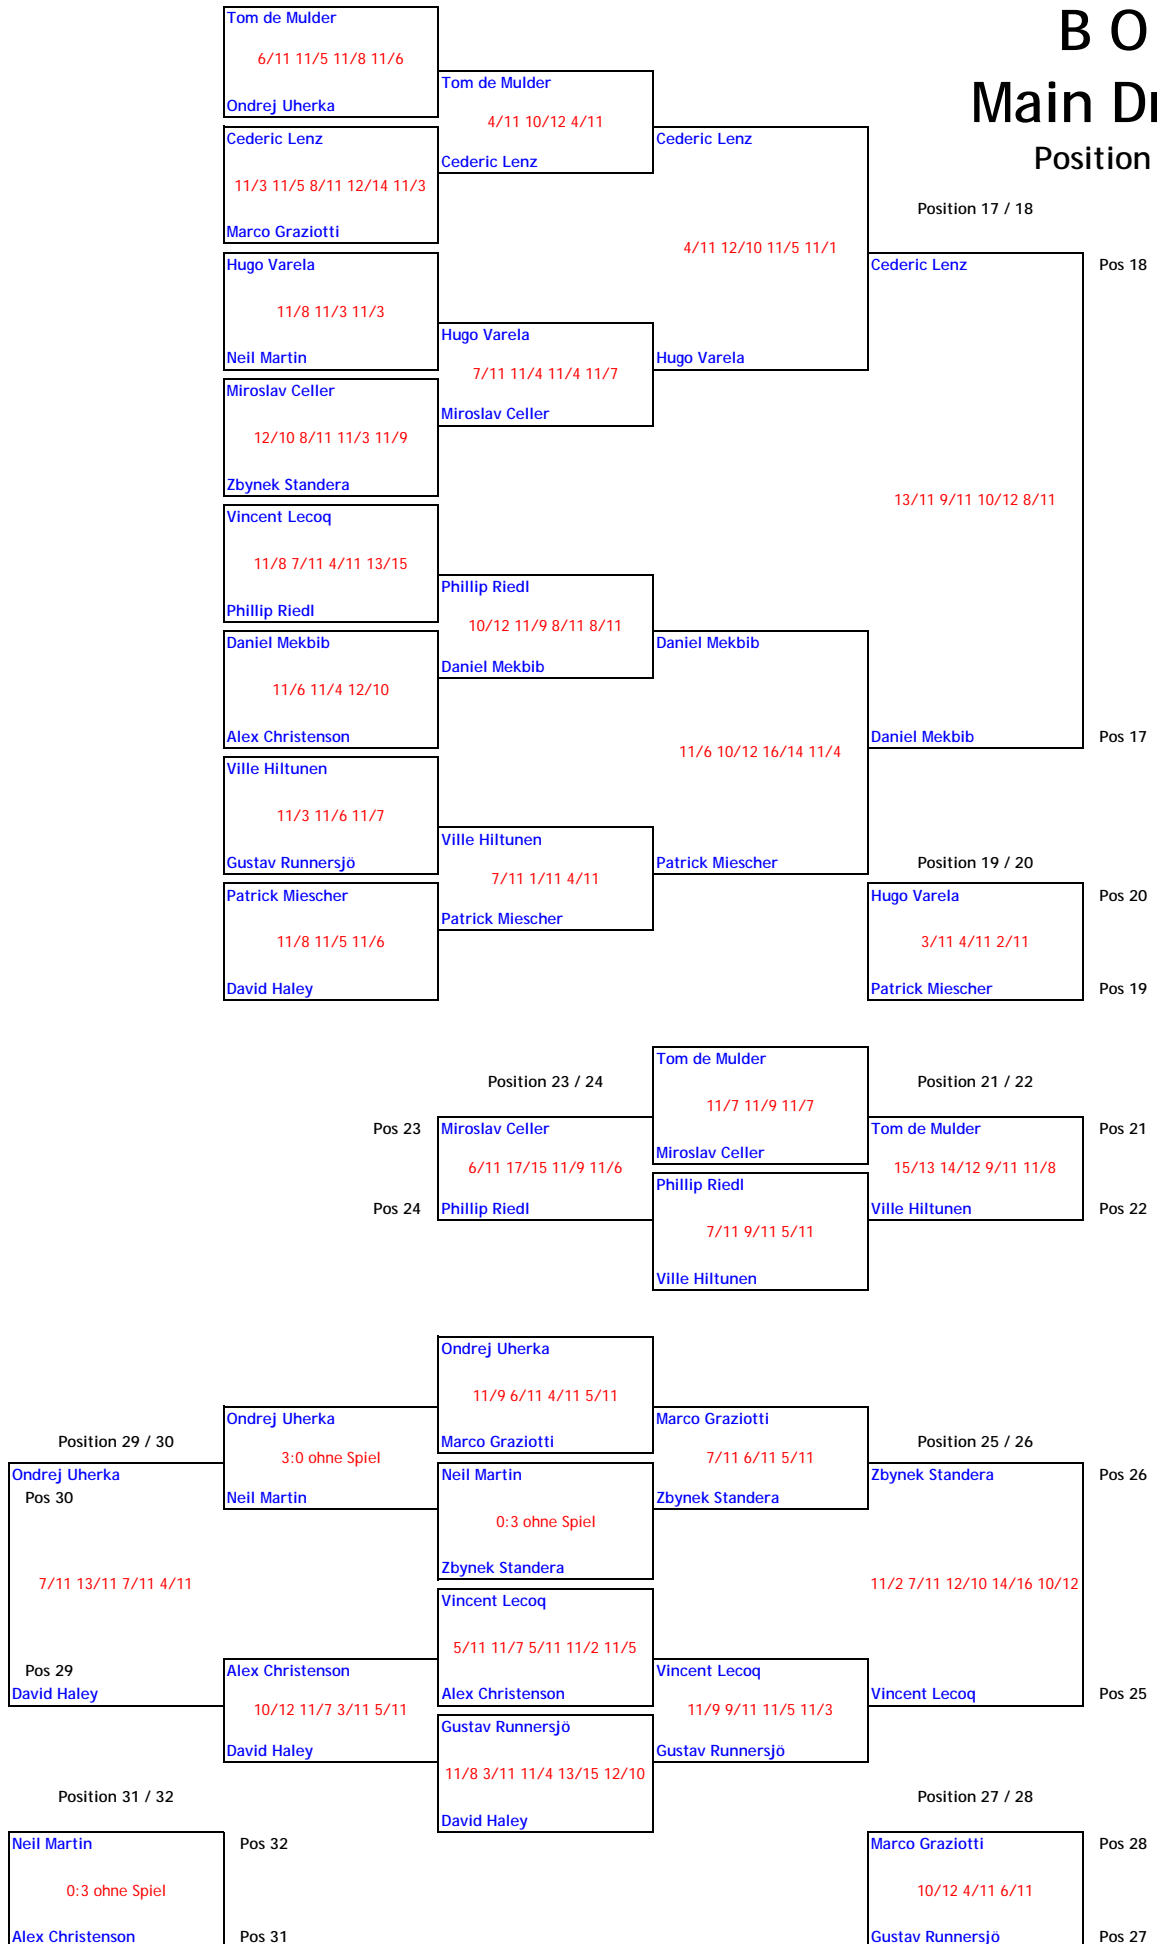 Tom de Mulder
B O
6/11 11/5 11/8 11/6
Tom de Mulder
Main Dr
Ondrej Uherka
4/11 10/12 4/11
Cederic Lenz
Cederic Lenz
Cederic Lenz
Position
11/3 11/5 8/11 12/14 11/3
Position 17 / 18
Marco Graziotti
4/11 12/10 11/5 11/1
Hugo Varela
Cederic Lenz
Pos 18
11/8 11/3 11/3
Hugo Varela
Neil Martin
Hugo Varela
7/11 11/4 11/4 11/7
Miroslav Celler
Miroslav Celler
12/10 8/11 11/3 11/9
Zbynek Standera
13/11 9/11 10/12 8/11
Vincent Lecoq
11/8 7/11 4/11 13/15
Phillip Riedl
Phillip Riedl
10/12 11/9 8/11 8/11
Daniel Mekbib
Daniel Mekbib
Daniel Mekbib
11/6 11/4 12/10
Alex Christenson
Daniel Mekbib
Pos 17
11/6 10/12 16/14 11/4
Ville Hiltunen
11/3 11/6 11/7
Ville Hiltunen
Gustav Runnersjö
Patrick Miescher
Position 19 / 20
7/11 1/11 4/11
Patrick Miescher
Hugo Varela
Pos 20
Patrick Miescher
11/8 11/5 11/6
3/11 4/11 2/11
David Haley
Patrick Miescher
Pos 19
Tom de Mulder
Position 23 / 24
Position 21 / 22
11/7 11/9 11/7
Pos 23
Miroslav Celler
Tom de Mulder
Pos 21
Miroslav Celler
6/11 17/15 11/9 11/6
15/13 14/12 9/11 11/8
Phillip Riedl
Pos 24
Phillip Riedl
Ville Hiltunen
Pos 22
7/11 9/11 5/11
Ville Hiltunen
Ondrej Uherka
11/9 6/11 4/11 5/11
Ondrej Uherka
Marco Graziotti
Position 29 / 30
Marco Graziotti
Position 25 / 26
3:0 ohne Spiel
7/11 6/11 5/11
Ondrej Uherka
Neil Martin
Zbynek Standera
Pos 26
Pos 30
Neil Martin
Zbynek Standera
0:3 ohne Spiel
Zbynek Standera
7/11 13/11 7/11 4/11
11/2 7/11 12/10 14/16 10/12
Vincent Lecoq
5/11 11/7 5/11 11/2 11/5
Pos 29
Alex Christenson
Vincent Lecoq
David Haley
Alex Christenson
Vincent Lecoq
Pos 25
10/12 11/7 3/11 5/11
11/9 9/11 11/5 11/3
Gustav Runnersjö
David Haley
Gustav Runnersjö
11/8 3/11 11/4 13/15 12/10
Position 31 / 32
Position 27 / 28
David Haley
Neil Martin
Pos 32
Marco Graziotti
Pos 28
0:3 ohne Spiel
10/12 4/11 6/11
Alex Christenson
Pos 31
Gustav Runnersjö
Pos 27